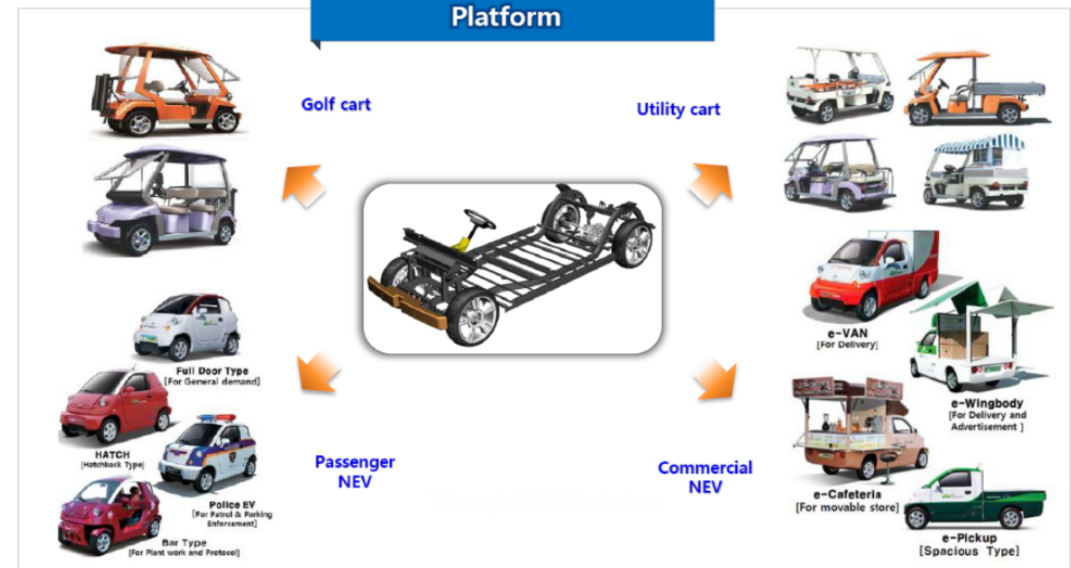 Platform
Golf cart
Utility cart
Full Door Type
[For General demand]
HATCH
[Hatchback Type]
Police EV
[For Patrol & Parking
Enforcement]
Bar Type
[For Plant work and Protocol]
Passenger
NEV
Commercial
NEV
e-VAN
[For Delivery]
e-Wingbody
[For Delivery and
Advertisement ]
e-Cafeteria
[For movable store]
e-Pickup
[Spacious Type]